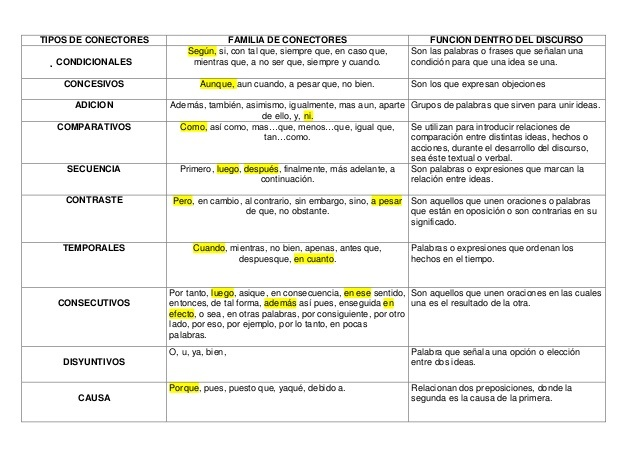 TIPOS DE CONECTORES FAMILIA DE CONECTORES FUNCION DENTRO DEL DISCURSO
. CONDICIONALES
Según, si, con tal que, siempre que, en caso que,
mientras que, a no ser que, siempre y cuando.
Son las palabras o frases que señalan una
condición para que una idea se una.
CONCESIVOS
Aunque, aun cuando, a pesar que, no bien.
Son los que expresan objeciones
ADICION
Además, también, asimismo, igualmente, mas aun, aparte
de ello, y, ni.
Grupos de palabras que sirven para unir ideas.
COMPARATIVOS
Como, así como, mas…que, menos…que, igual que,
tan…como.
Se utilizan para introducir relaciones de
comparación entre distintas ideas, hechos o
acciones, durante el desarrollo del discurso,
sea éste textual o verbal.
SECUENCIA
Primero, luego, después, finalmente, más adelante, a
continuación.
Son palabras o expresiones que marcan la
relación entre ideas.
CONTRASTE
Pero, en cambio, al contrario, sin embargo, sino, a pesar
de que, no obstante.
Son aquellos que unen oraciones o palabras
que están en oposición o son contrarias en su
significado.
TEMPORALES
Cuando, mientras, no bien, apenas, antes que,
despuesque, en cuanto.
Palabras o expresiones que ordenan los
hechos en el tiempo.
CONSECUTIVOS
Por tanto, luego, asique, en consecuencia, en ese sentido,
entonces, de tal forma, además así pues, enseguida en
efecto, o sea, en otras palabras, por consiguiente, por otro
lado, por eso, por ejemplo, por lo tanto, en pocas
palabras.
Son aquellos que unen oraciones en las cuales
una es el resultado de la otra.
DISYUNTIVOS
O, u, ya, bien,
Palabra que señala una opción o elección
entre dos ideas.
CAUSA
Porque, pues, puesto que, yaqué, debido a.
Relacionan dos preposiciones, donde la
segunda es la causa de la primera.